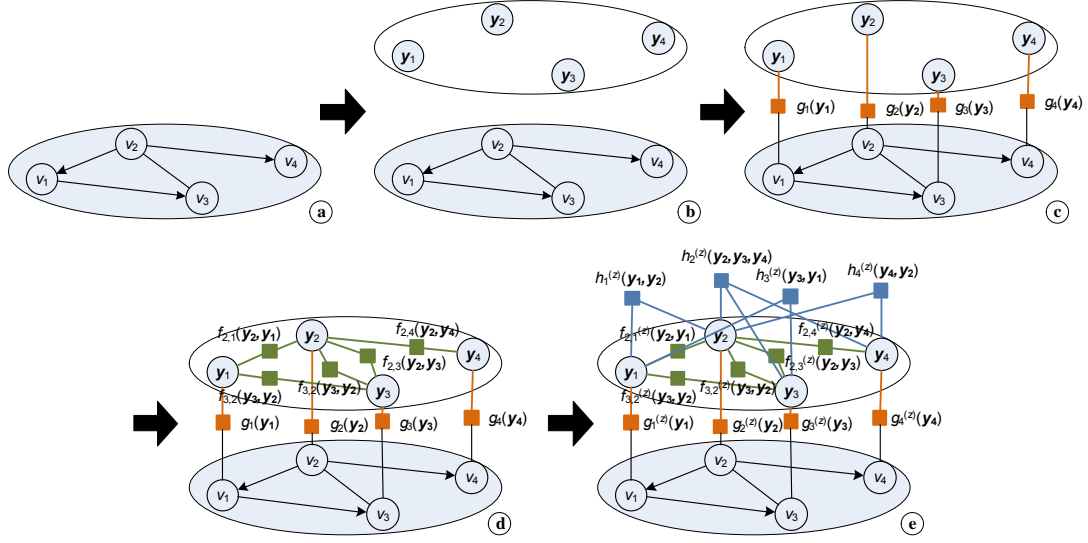 v1
v2
v3
v4
a
y1
y2
y3
y4
v1
v2
v3
v4
b
y1
y2
y3
y4
g1(y1)
g2(y2)
g3(y3)
g4(y4)
v1
v2
v3
v4
c
f2,1(y2, y1)
y2
f2,4(y2, y4)
y1
y4
f2,3(y2, y3)
f3,2(y3, y2)
f3,2(y3, y2)
y3
g1(y1)
g2(y2)
g3(y3)
g4(y4)
v2
v1
v4
v3
d
h1(z)(y1, y2)
h2(z)(y2, y3, y4)
h3(z)(y3, y1)
h4(z)(y4, y2)
f2,1(z)(y2, y1)
y2
f2,4(z)(y2, y4)
y1
y4
f2,3(z)(y2, y3)
f3,2(z)(y3, y2)
f3,2(z)(y3, y2)
y3
g1(z)(y1)
g2(z)(y2)
g3(z)(y3)
g4(z)(y4)
v2
v1
v4
v3
e